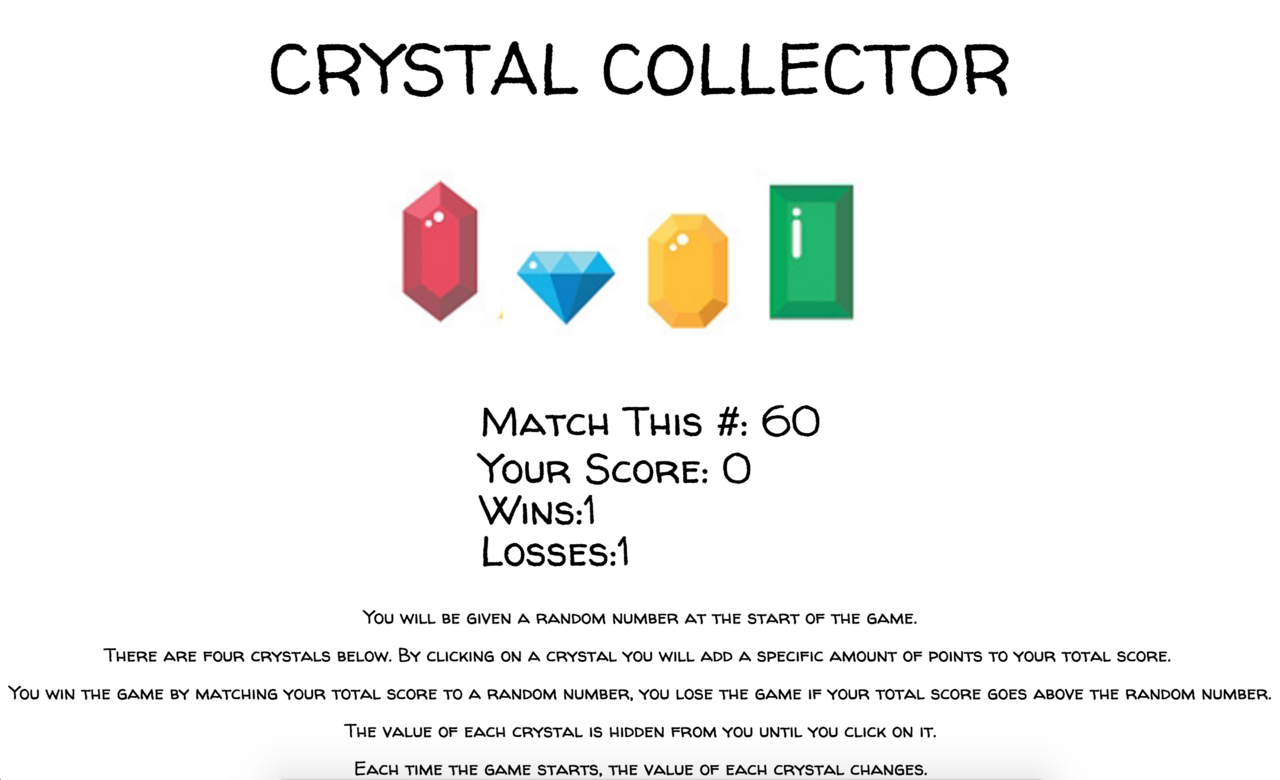 CRYSTAL COLLECTOR
MATCH THIS #: 60
YOUR SCORE: 0
WINS:1
LOSSES:1
YOU WILL BE GIVEN A RANDOM NUMBER AT THE START OF THE GAME.
THERE ARE FOUR CRYSTALS BELOW. BY CLICKING ON A CRYSTAL YOU WILL ADD A SPECIFIC AMOUNT OF POINTS TO YOUR TOTAL SCORE.
YOU WIN THE GAME BY MATCHING YOUR TOTAL SCORE TO A RANDOM NUMBER, YOU LOSE THE GAME IF YOUR TOTAL SCORE GOES ABOVE THE RANDOM NUMBER.
THE VALUE OF EACH CRYSTAL IS HIDDEN FROM YOU UNTIL YOU CLICK ON IT.
EACH TIME THE GAME STARTS, THE VALUE OF EACH CRYSTAL CHANGES.